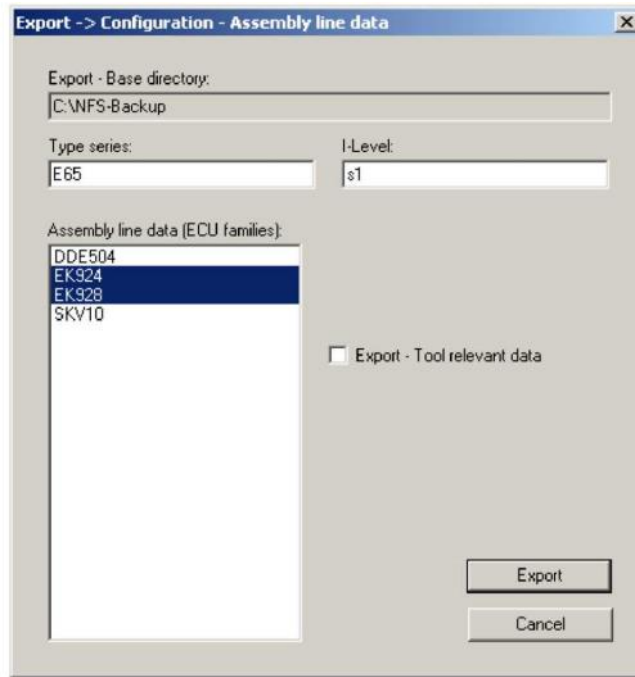 Export -> Configuration - Assembly line data
Export - Base directory:
C:\NFS-Backup
Type series:
I-Level:
E65
s1
Assembly line data (ECU families):
DDE504
EK924
EK928
SKV10
Export - Tool relevant data
Export
Cancel